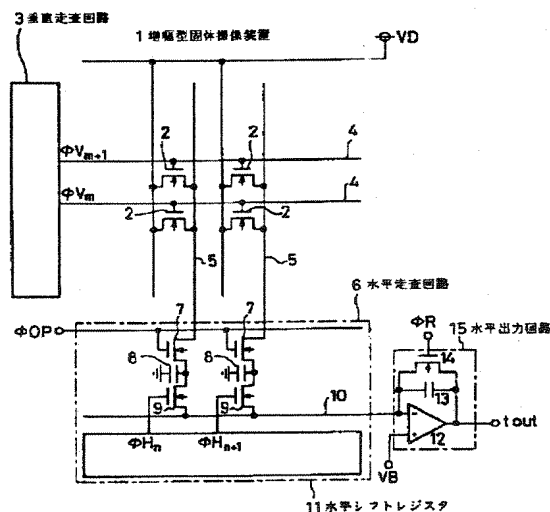 3 垂直走査回路
1 増幅型固体撮像装置
VD
ΦVm+1
2
2
4
ΦVm
2
2
4
5
5
6 水平走査回路
7
7
ΦOP
8
8
9
9
10
ΦHn
ΦHn+1
11 水平シフトレジスタ
ΦR
15 水平出力回路
14
13
12
VB
tout